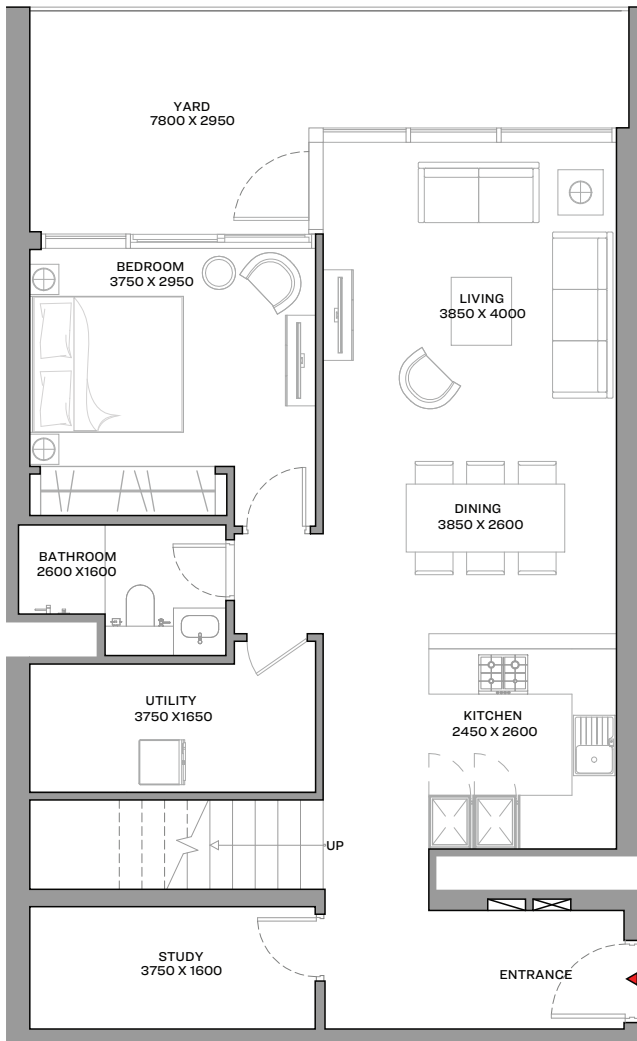 YARD
7800 X 2950
BEDROOM
3750 X 2950
LIVING
3850 X 4000
DINING
3850 X 2600
BATHROOM
2600 X1600
UTILITY
3750 X1650
KITCHEN
2450 X 2600
UP
STUDY
3750 X 1600
ENTRANCE